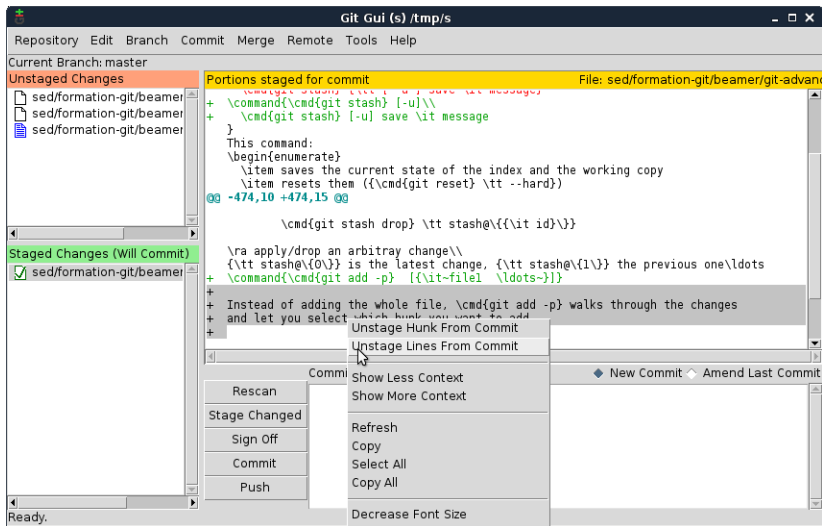 Git Gui (s) /tmp/s
Repository Edit Branch Commit Merge Remote Tools Help
Current Branch: master
Unstaged Changes
sed/formation-git/beamer
sed/formation-git/beamer
sed/formation-git/beamer
Staged Changes (Will Commit)
sed/formation-git/beamer
Portions staged for commit File: sed/formation-git/beamer/git-advanc
+ \command{\cmd{git stash} [-u]\\
+ \cmd{git stash} [-u] save \it message
}
This command:
\begin{enumerate}
\item saves the current state of the index and the working copy
\item resets them ({\cmd{git reset} \tt --hard})
@@ -474,10 +474,15 @@
\cmd{git stash drop} \tt stash@\{{\it id}\}}
\ra apply/drop an arbitray change\\
{\tt stash@\{0\}} is the latest change, {\tt stash@\{1\}} the previous one\ldots
+ \command{\cmd{git add -p} [{\it~file1 \ldots~}]}
+
+ Instead of adding the whole file, \cmd{git add -p} walks through the changes
+ and let you select which hunk you want to add
+
Unstage Hunk From Commit
Unstage Lines From Commit
Show Less Context
Show More Context
Refresh
Copy
Select All
Copy All
Decrease Font Size
Commi New Commit Amend Last Commit
Rescan
Stage Changed
Sign Off
Commit
Push
Ready.